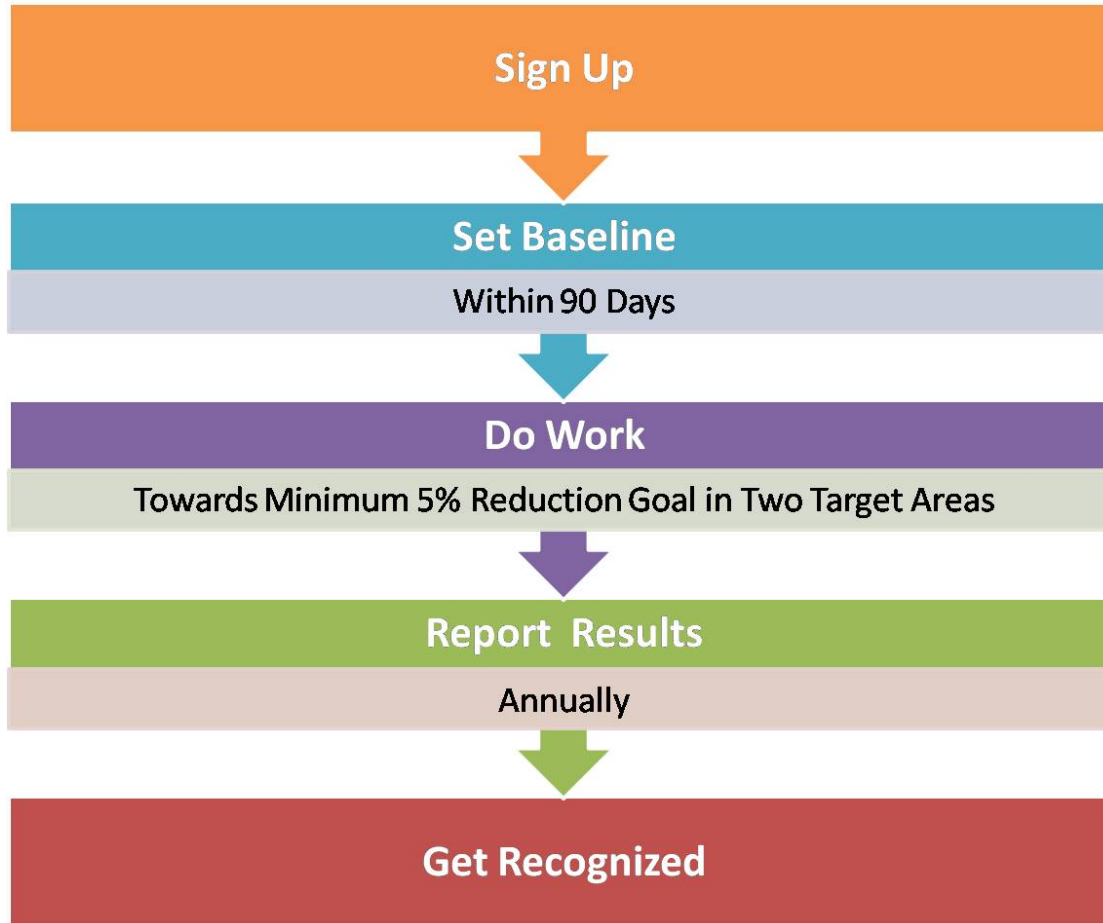 Sign Up
Set Baseline
Within 90 Days
Do Work
Towards Minimum 5% Reduction Goal in Two Target Areas
Report Results
Annually
Get Recognized